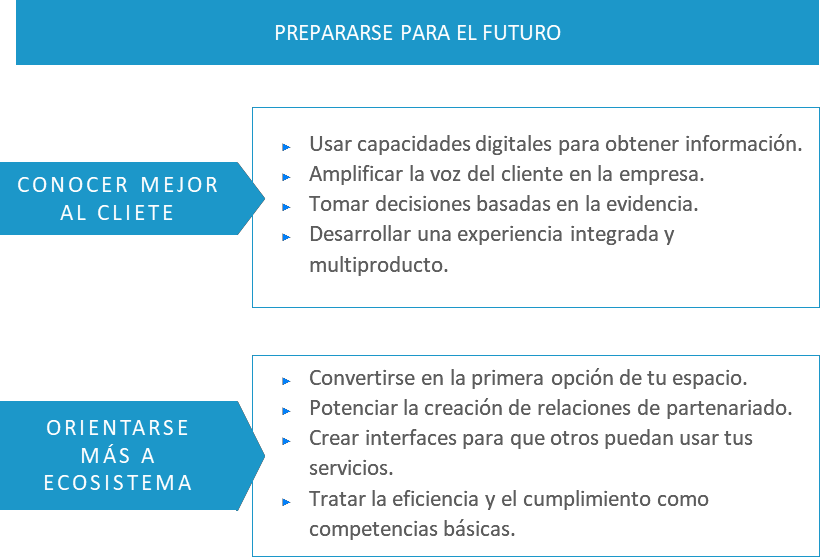 PREPARARSE PARA EL FUTURO
CONOCER MEJOR
AL CLIETE
Usar capacidades digitales para obtener información.
Amplificar la voz del cliente en la empresa.
Tomar decisiones basadas en la evidencia.
Desarrollar una experiencia integrada y
multiproducto.
ORIENTARSE
MÁS A
ECOSISTEMA
Convertirse en la primera opción de tu espacio.
Potenciar la creación de relaciones de partenariado.
Crear interfaces para que otros puedan usar tus
servicios.
Tratar la eficiencia y el cumplimiento como
competencias básicas.